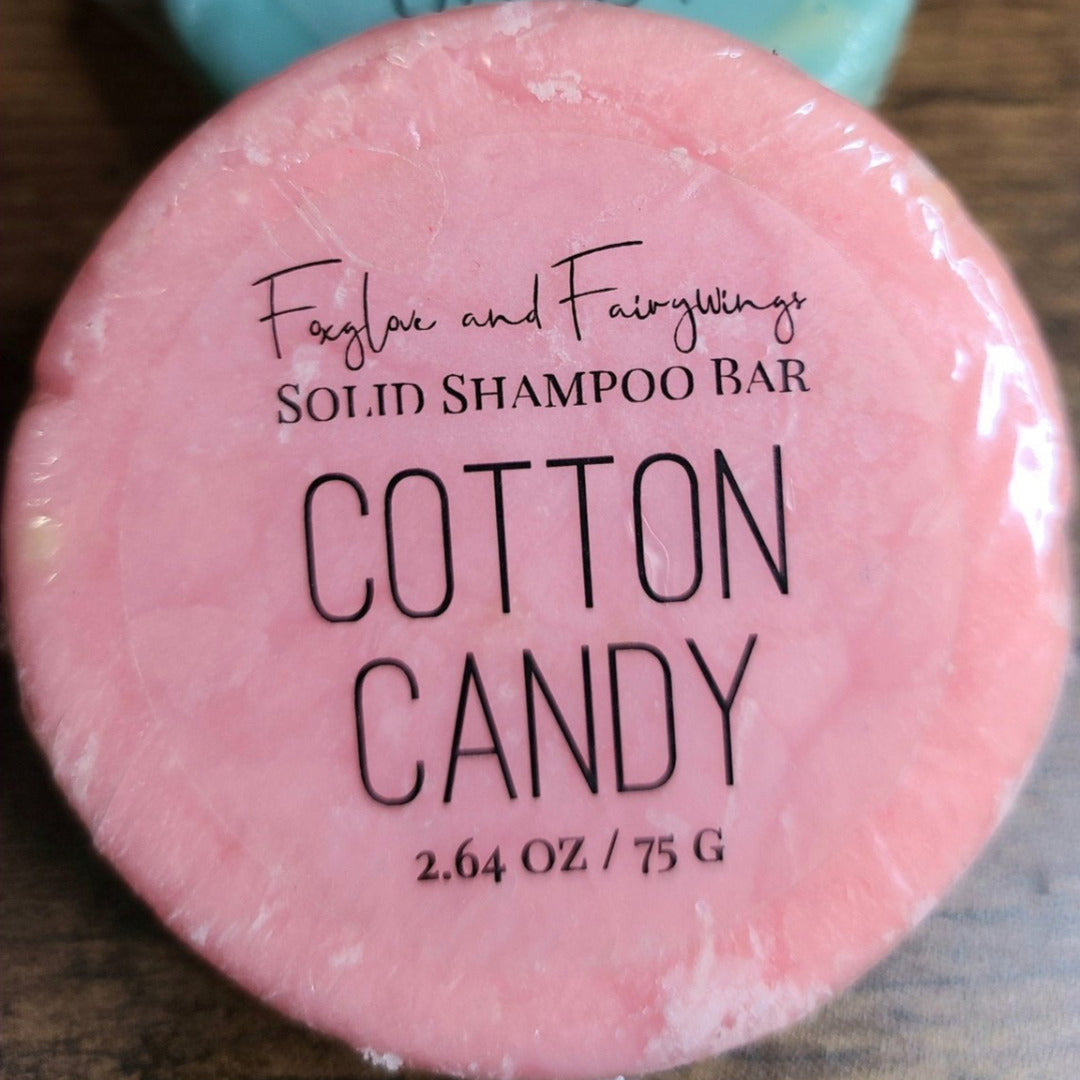 Foxglove and Fairywings
Solid Shampoo Bar
COTTON
CANDY
2.64 OZ / 75 G